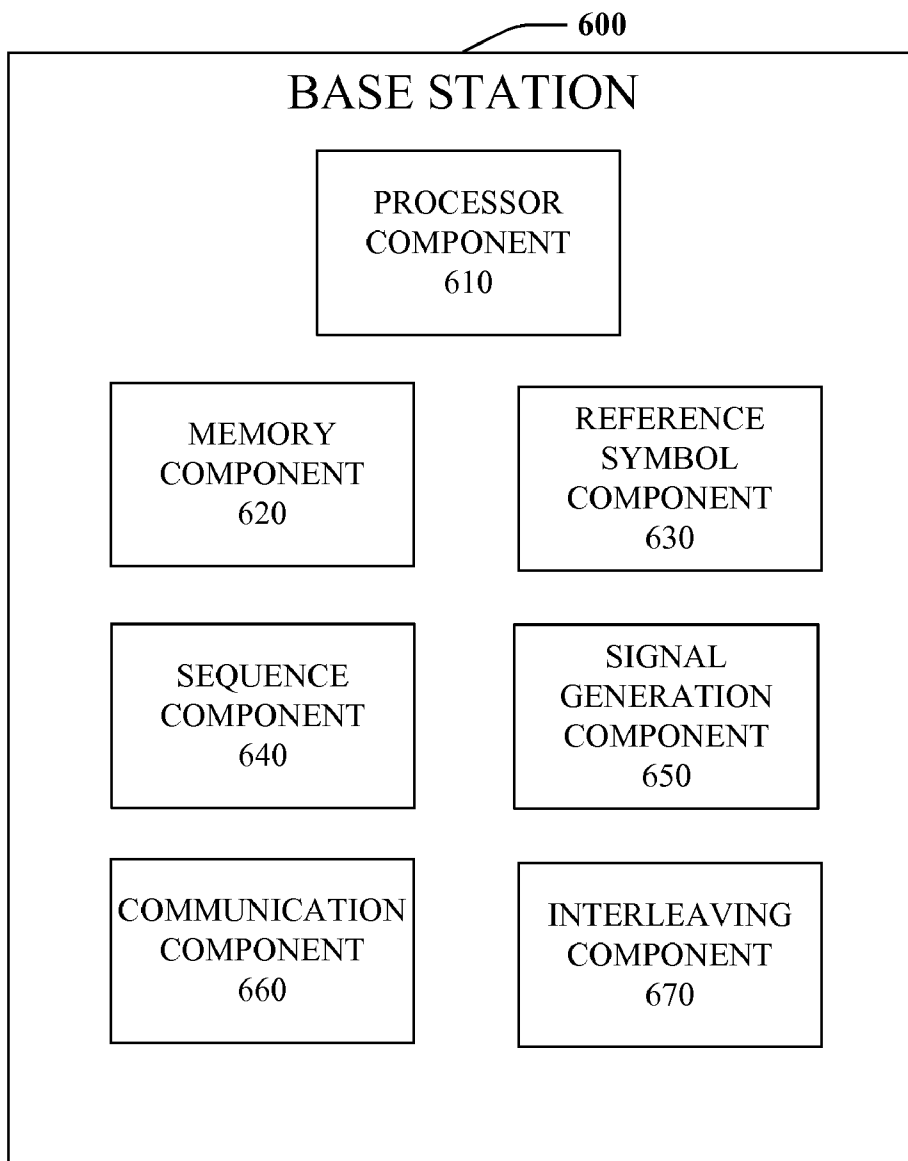 600
BASE STATION
PROCESSOR
COMPONENT
610
MEMORY
COMPONENT
620
REFERENCE
SYMBOL
COMPONENT
630
SEQUENCE
COMPONENT
640
SIGNAL
GENERATION
COMPONENT
650
COMMUNICATION
COMPONENT
660
INTERLEAVING
COMPONENT
670